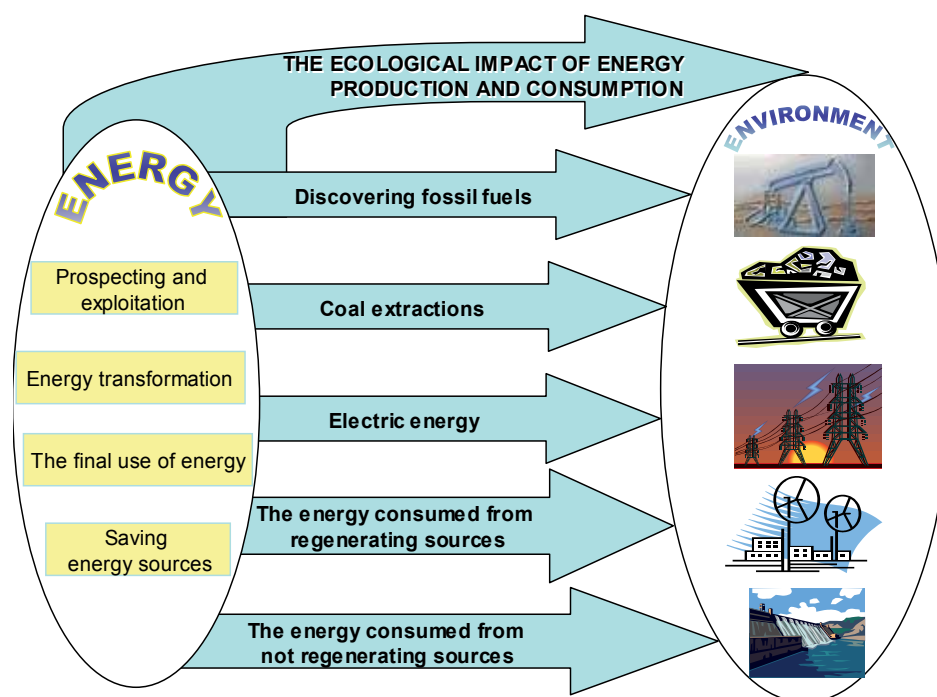 THE ECOLOGICAL IMPACT OF ENERGY
PRODUCTION AND CONSUMPTION
ENERGY
ENVIRONMENT
Discovering fossil fuels
Prospecting and
exploitation
Coal extractions
Energy transformation
Electric energy
The final use of energy
The energy consumed from
regenerating sources
Saving
energy sources
The energy consumed from
not regenerating sources